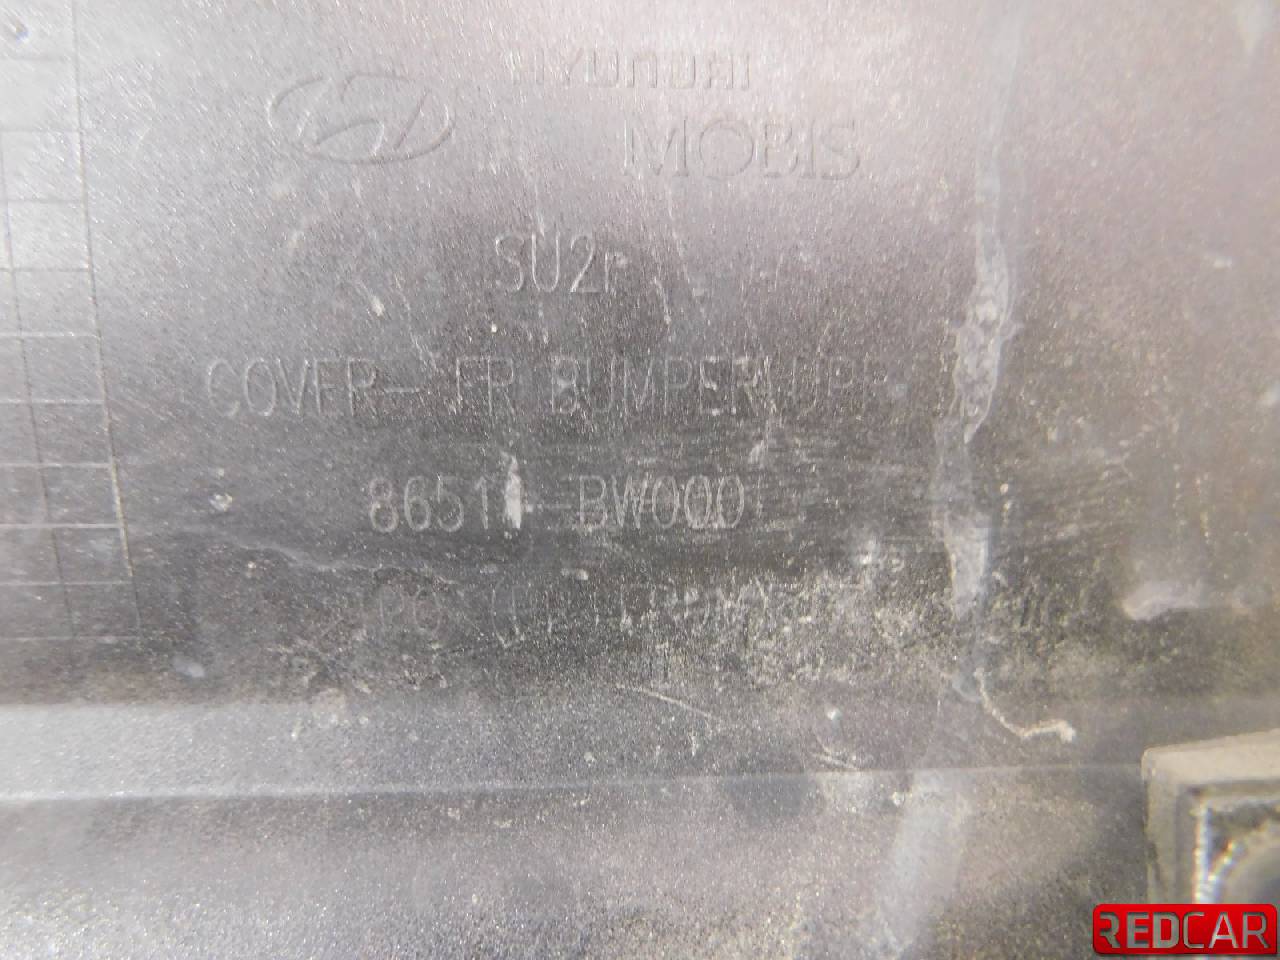 HYUNDAI
MOBIS
SU2r
COVER-FR BUMPER UPR
86511-BW000
REDCAR